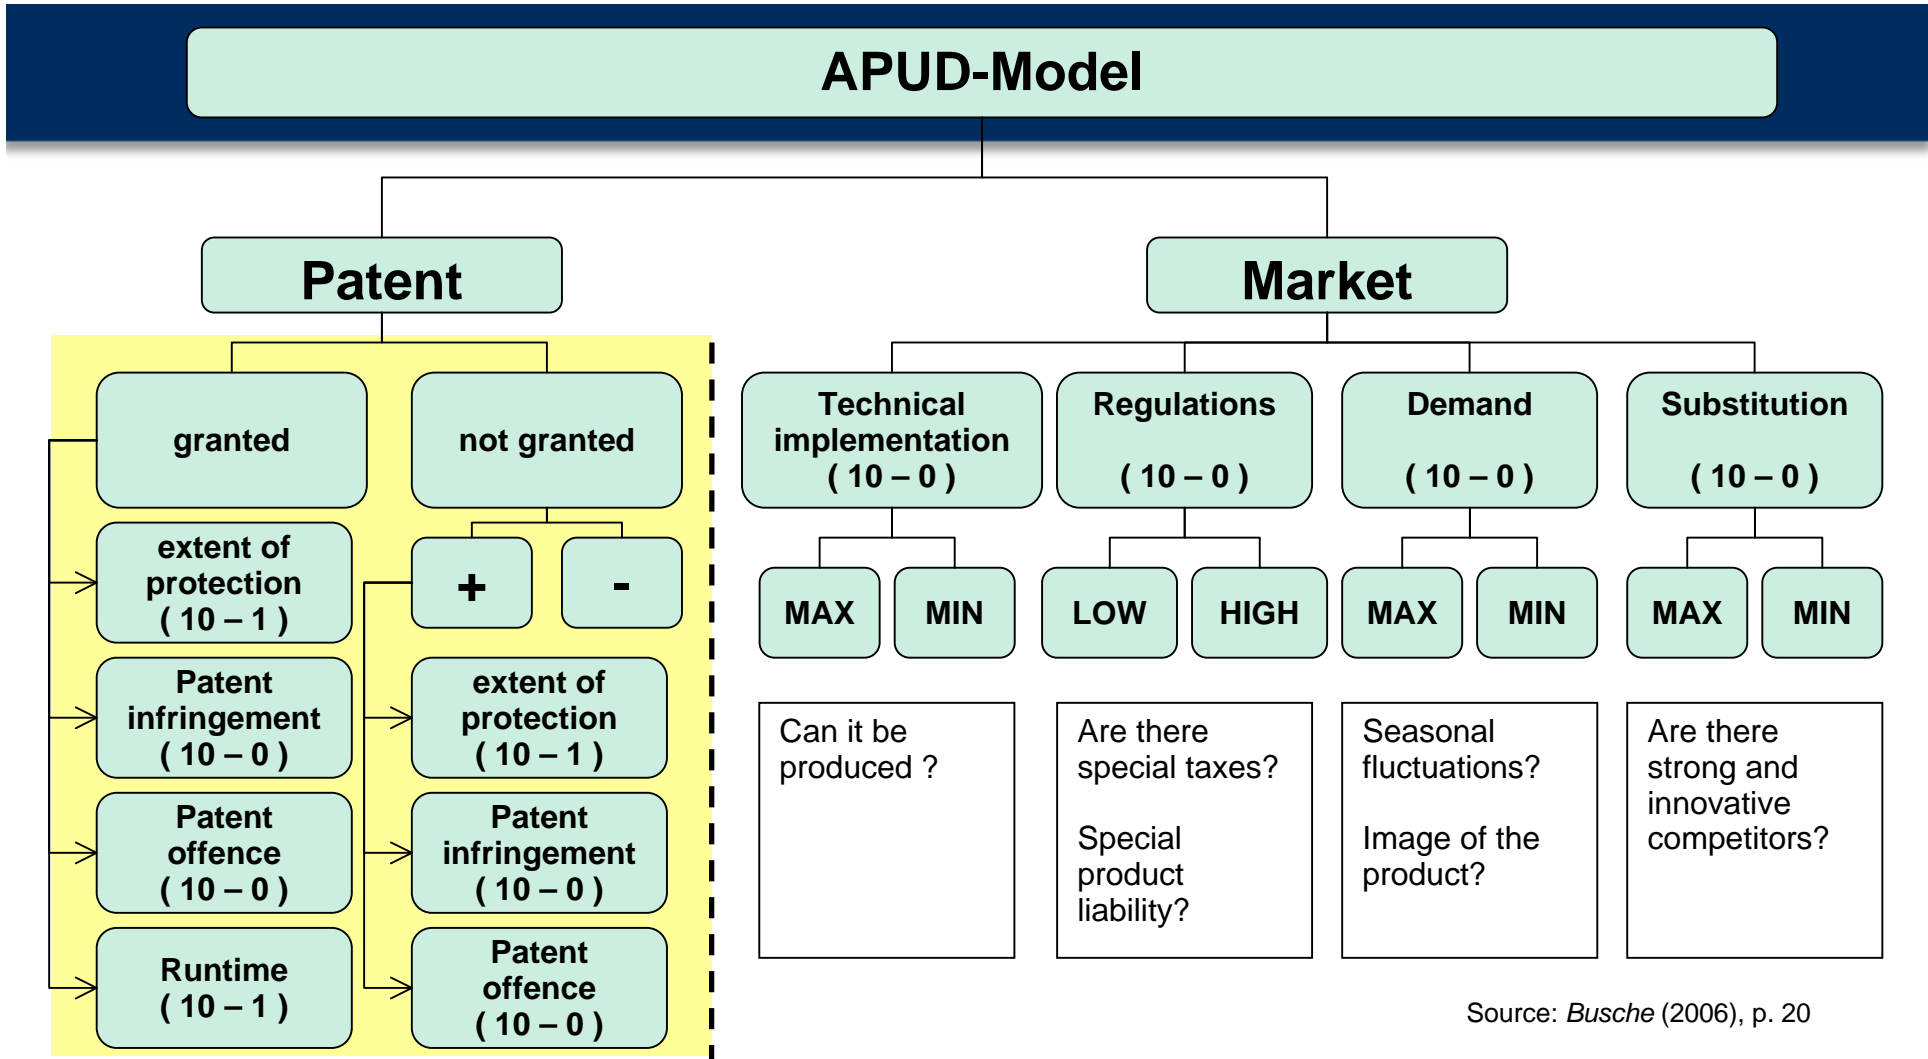 APUD-Model
Patent
Market
granted
not granted
extent of
protection
( 10 – 1 )
Patent
infringement
( 10 – 0 )
Patent
offence
( 10 – 0 )
Runtime
( 10 – 1 )
+
-
extent of
protection
( 10 – 1 )
Patent
infringement
( 10 – 0 )
Patent
offence
( 10 – 0 )
Technical
implementation
( 10 – 0 )
MAX
MIN
Can it be
produced ?
Regulations
( 10 – 0 )
LOW
HIGH
Are there
special taxes?
Special
product
liability?
Demand
( 10 – 0 )
MAX
MIN
Seasonal
fluctuations?
Image of the
product?
Substitution
( 10 – 0 )
MAX
MIN
Are there
strong and
innovative
competitors?
Source: Busche (2006), p. 20